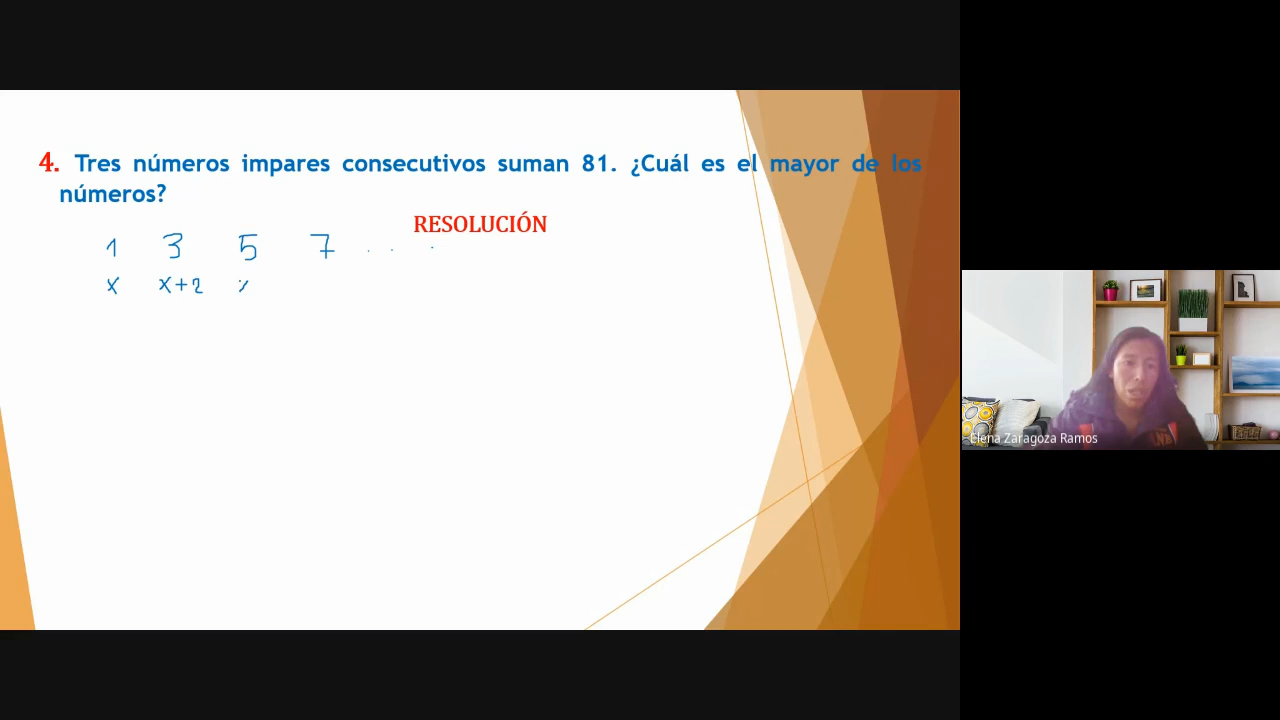 4. Tres números impares consecutivos suman 81. ¿Cuál es el mayor de los
números?
RESOLUCIÓN
1 3 5 7 . . .
x x+2 x
Elena Zaragoza Ramos